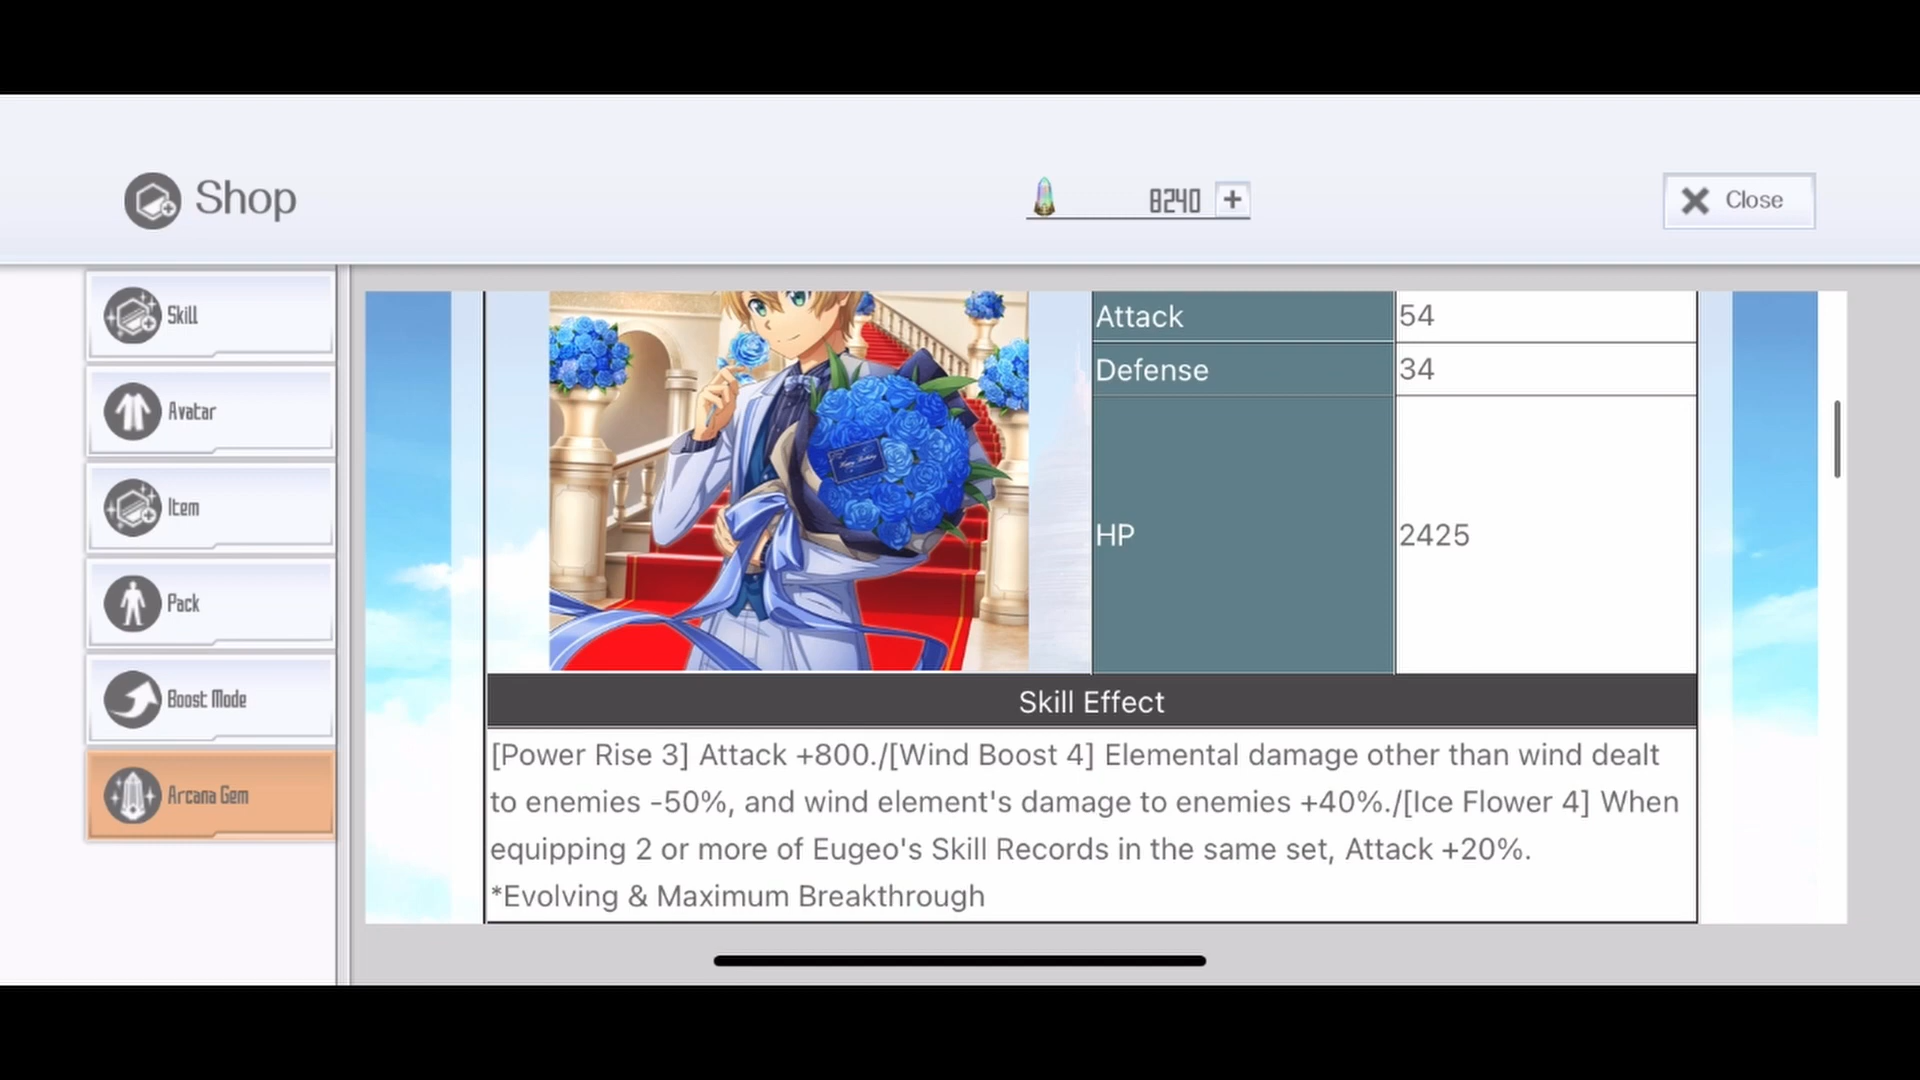 Shop
8240
Close
Skill
Avatar
Item
Pack
Boost Mode
Arcana Gem
Attack 54
Defense 34
HP 2425
Skill Effect
[Power Rise 3] Attack +800./[Wind Boost 4] Elemental damage other than wind dealt
to enemies -50%, and wind element's damage to enemies +40%./[Ice Flower 4] When
equipping 2 or more of Eugeo's Skill Records in the same set, Attack +20%.
*Evolving & Maximum Breakthrough